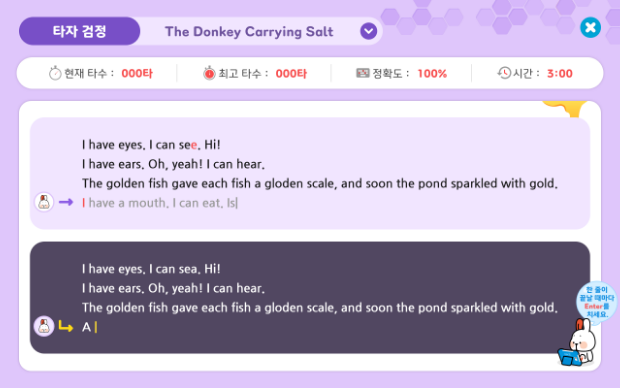 타자 검정
The Donkey Carrying Salt
현재 타수 : 000타
최고 타수 : 000타
정확도 : 100%
시간 : 3:00
I have eyes. I can see. Hi!
I have ears. Oh, yeah! I can hear.
The golden fish gave each fish a gloden scale, and soon the pond sparkled with gold.
I have a mouth. I can eat. Is
I have eyes. I can sea. Hi!
I have ears. Oh, yeah! I can hear.
The golden fish gave each fish a gloden scale, and soon the pond sparkled with gold.
A
한 줄이
끝날 때마다
Enter를
치세요.